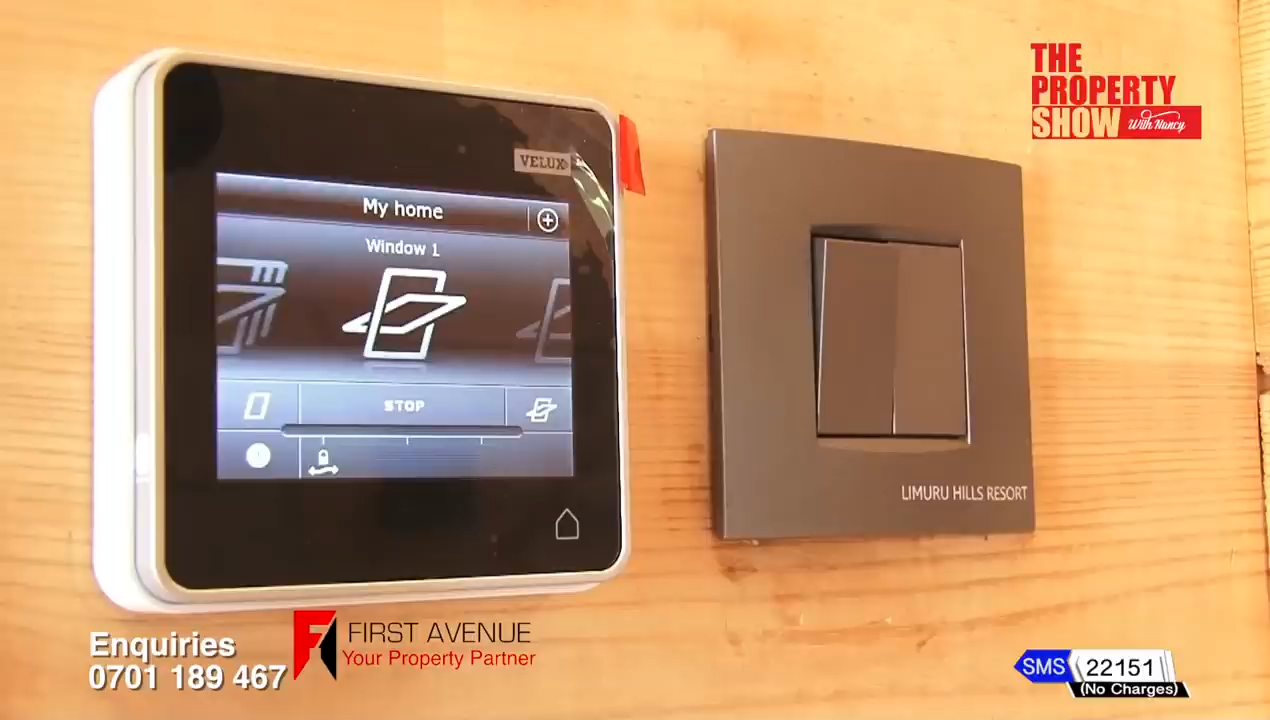 THE
PROPERTY
SHOW
With Nancy
VELUX
My home
Window 1
STOP
LIMURU HILLS RESORT
Enquiries
0701 189 467
FIRST AVENUE
Your Property Partner
SMS 22151
(No Charges)